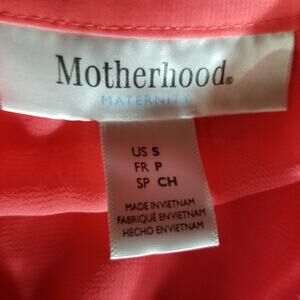 Motherhood®
MATERNITY
US S
FR P
SP CH
MADE IN VIETNAM
FABRIQUÉ EN VIETNAM
HECHO EN VIETNAM